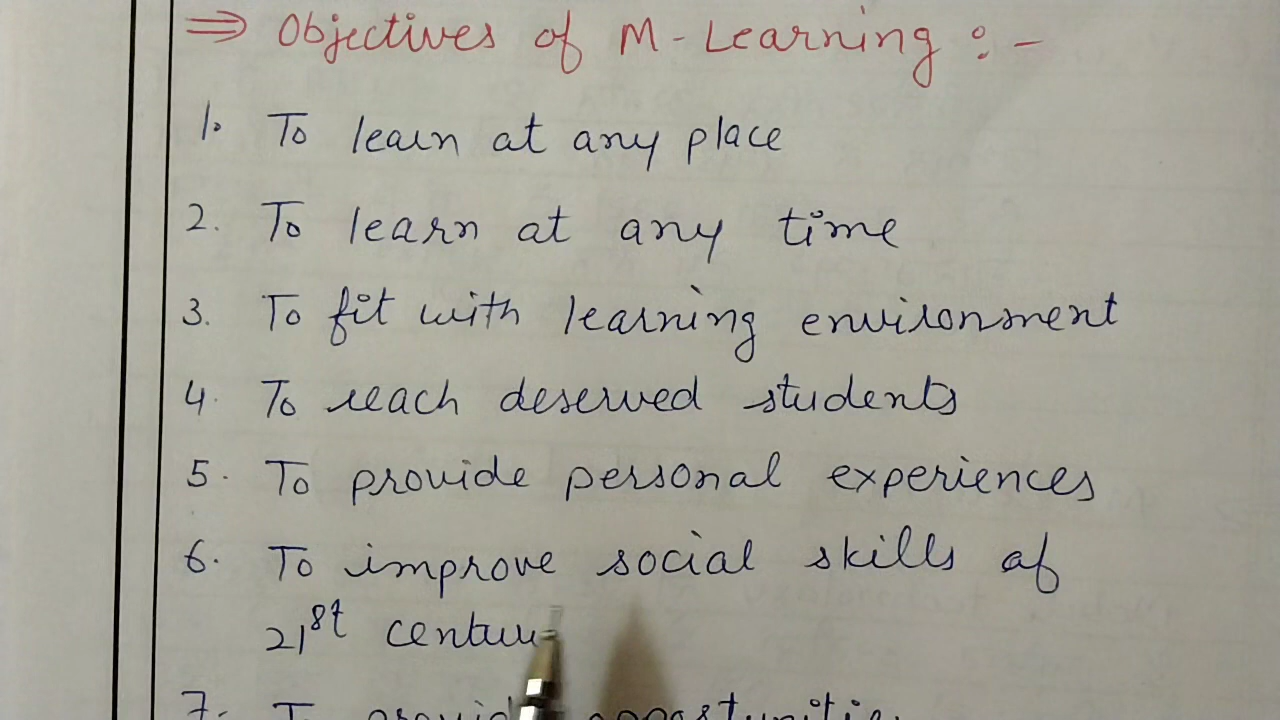 ⇒ Objectives of M-Learning :-
1. To learn at any place
2. To learn at any time
3. To fit with learning environment
4. To reach deserved students
5. To provide personal experiences
6. To improve social skills of
21st
7. To